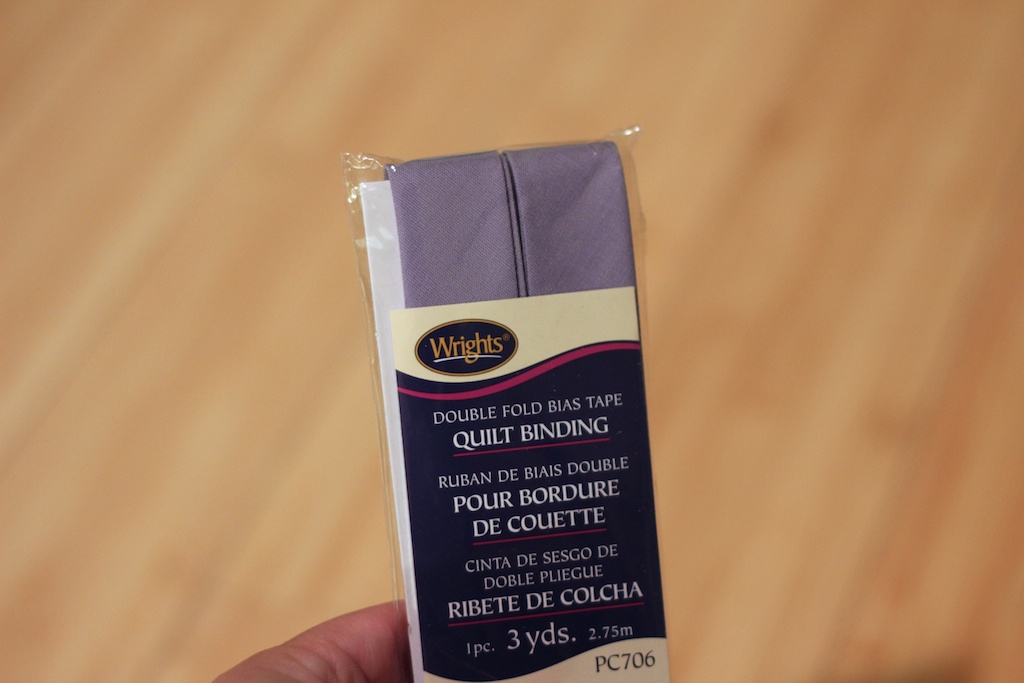 Wrights®
DOUBLE FOLD BIAS TAPE
QUILT BINDING
RUBAN DE BIAIS DOUBLE
POUR BORDURE
DE COUETTE
CINTA DE SESGO DE
DOBLE PLIEGUE
RIBETE DE COLCHA
1pc. 3 yds. 2.75m
PC706